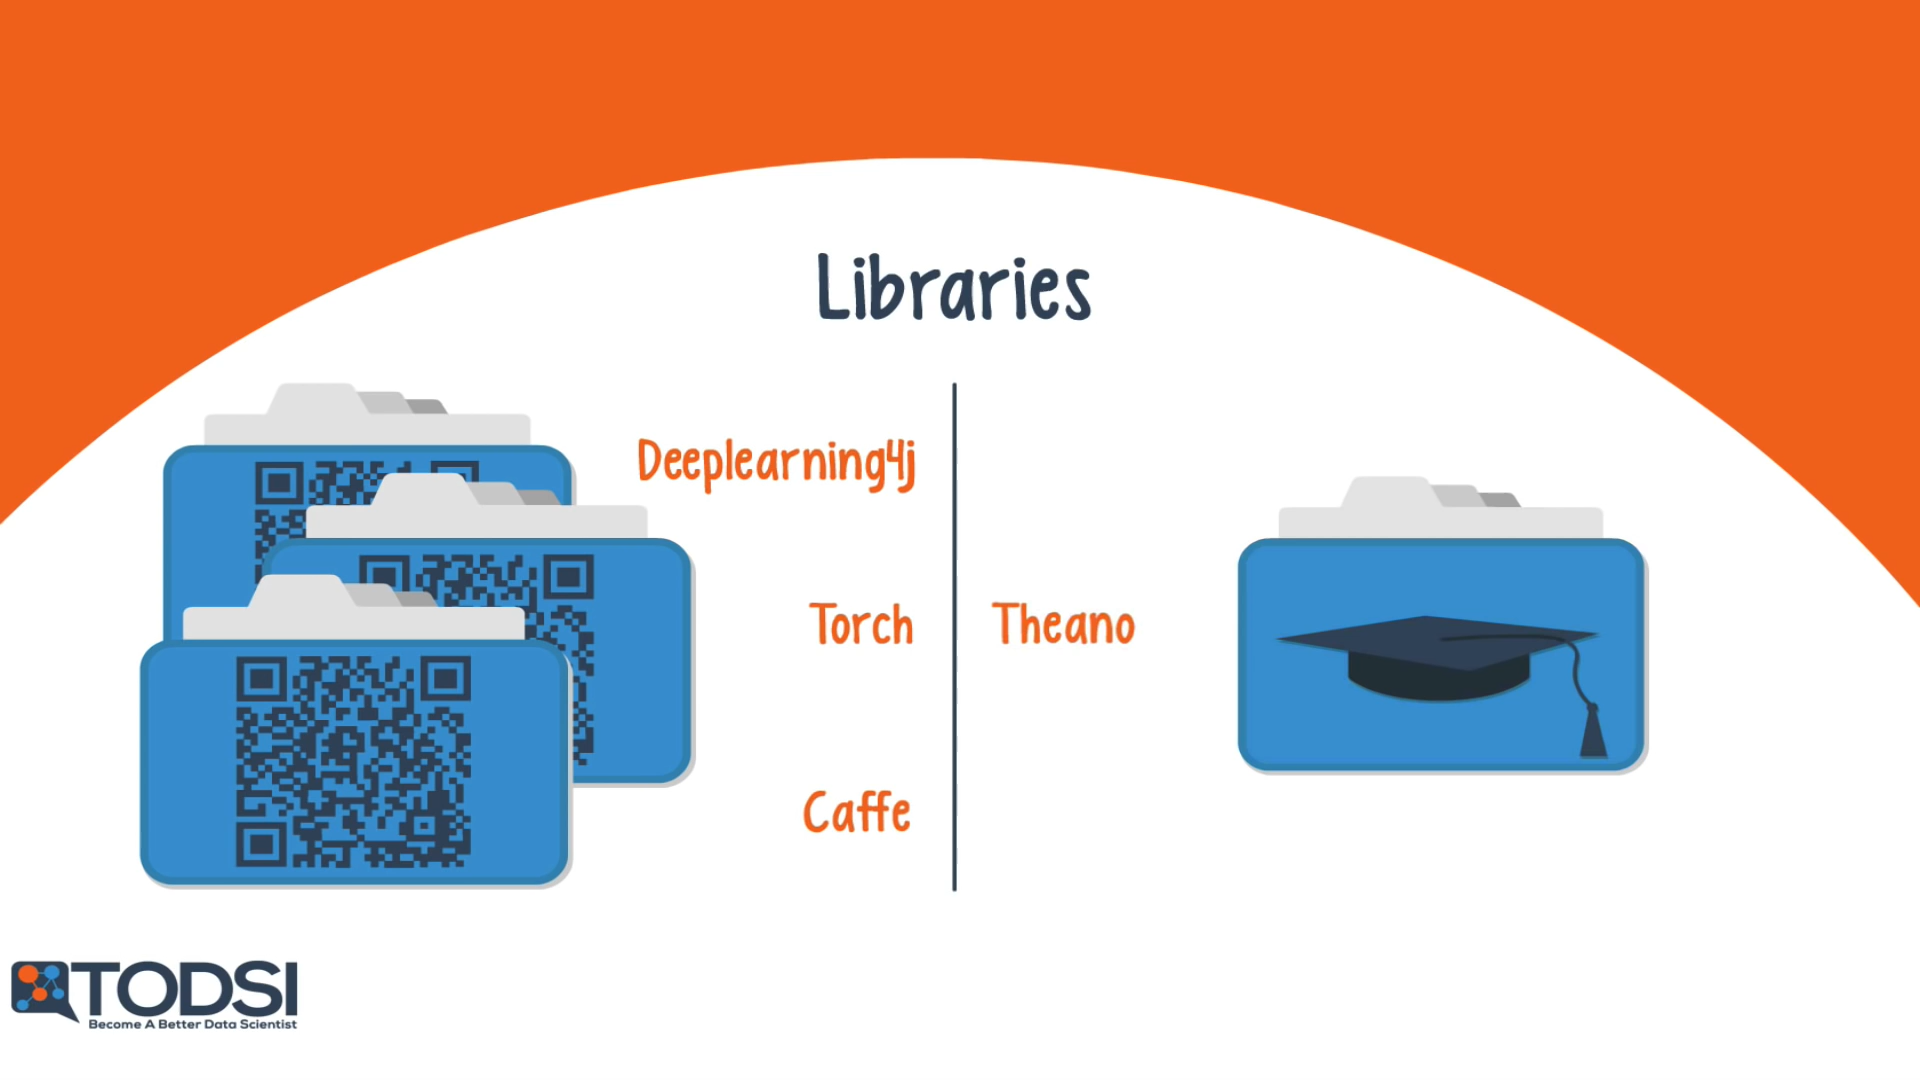 Libraries
Deeplearning4j
Torch
Theano
Caffe
TODSI
Become A Better Data Scientist